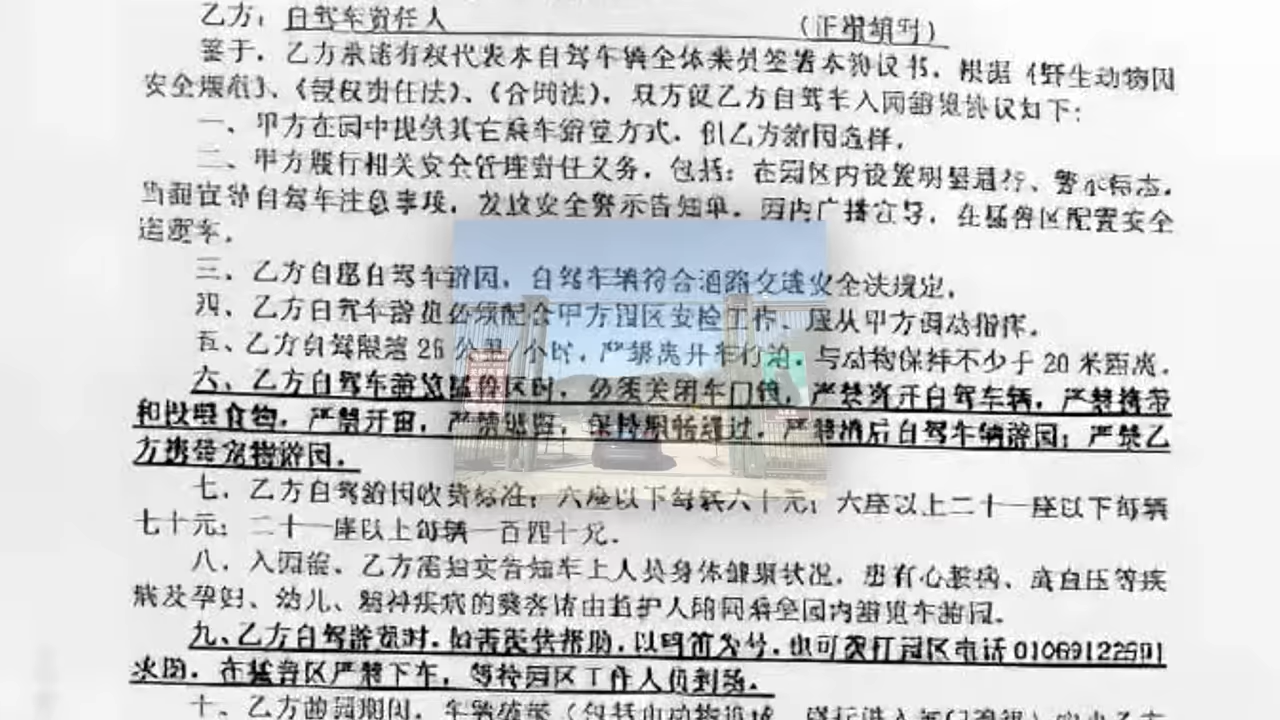 乙方：自驾车责任人（正楷填写）
鉴于，乙方承诺有权代表本自驾车辆全体乘员签署本协议书。根据《野生动物园
安全规范》、《侵权责任法》、《合同法》，双方就乙方自驾车入园游览协议如下：
一、甲方在园中提供其它乘车游览方式，供乙方游园选择。
二、甲方履行相关安全管理责任义务，包括：在园区内设置明显通行、警示标志，
当面宣导自驾车注意事项，发放安全警示告知单，园内广播宣导，在猛兽区配置安全
巡逻车。
三、乙方自愿自驾车游园，自驾车辆符合道路交通安全法规定。
四、乙方自驾车游览必须配合甲方园区安检工作、服从甲方调动指挥。
五、乙方自驾限速 公里/小时，严禁离开车行道，与动物保持不少于 20 米距离。
六、乙方自驾车游览猛兽区时，必须关闭车门锁，严禁离开自驾车辆，严禁携带
和投喂食物，严禁开窗，严禁逗留，保持顺畅通过，严禁酒后自驾车辆游园；严禁乙
方携带宠物游园。
七、乙方自驾游园收费标准：六座以下每辆六十元；六座以上二十一座以下每辆
七十元；二十一座以上每辆一百四十元。
八、入园前，乙方需如实告知车上人员身体健康状况，患有心脏病、高血压等疾
病及孕妇、幼儿、精神疾病的乘客请由监护人陪同乘坐园内游览车游园。
九、乙方自驾游览时，如需提供帮助，以鸣笛为号，也可拨打园区电话
求助，在猛兽区严禁下车，等待园区工作人员到场。
十、乙方游园期间，车辆